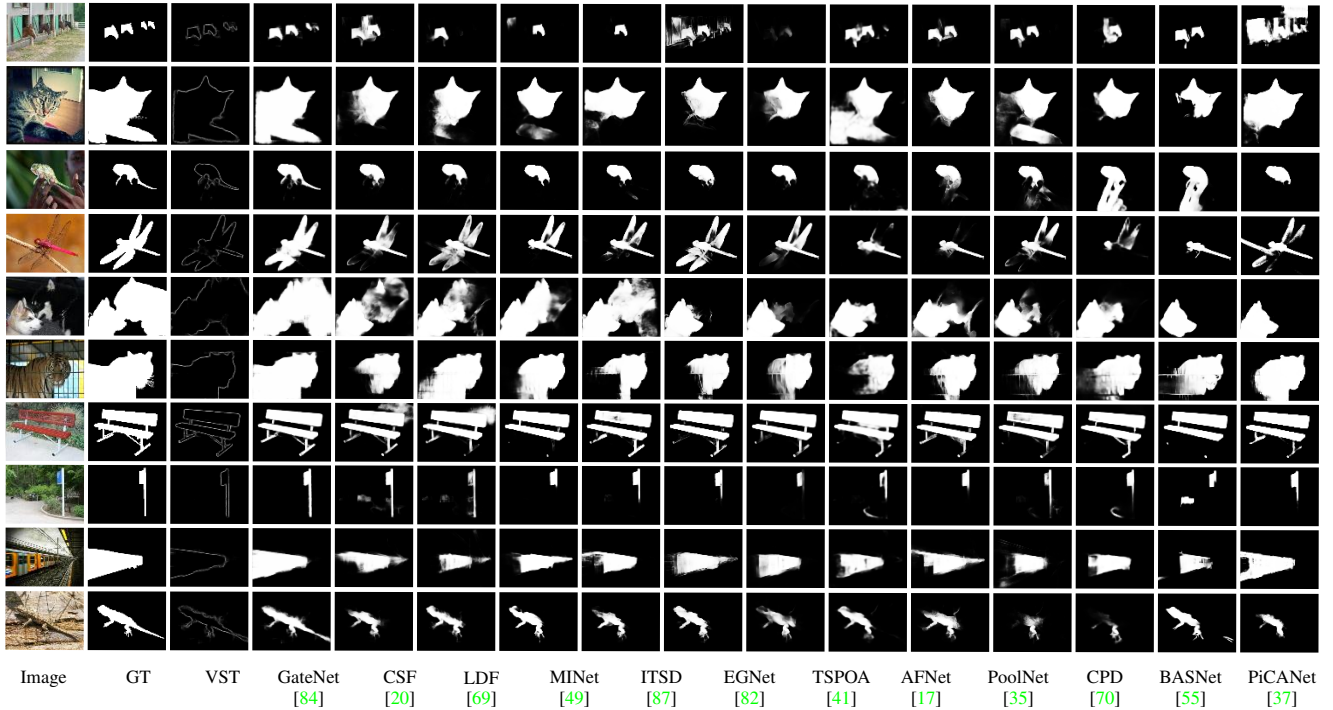 Image GT VST GateNet CSF LDF MINet ITSD EGNet TSPOA AFNet PoolNet CPD BASNet PiCANet
[84] [20] [69] [49] [87] [82] [41] [17] [35] [70] [55] [37]